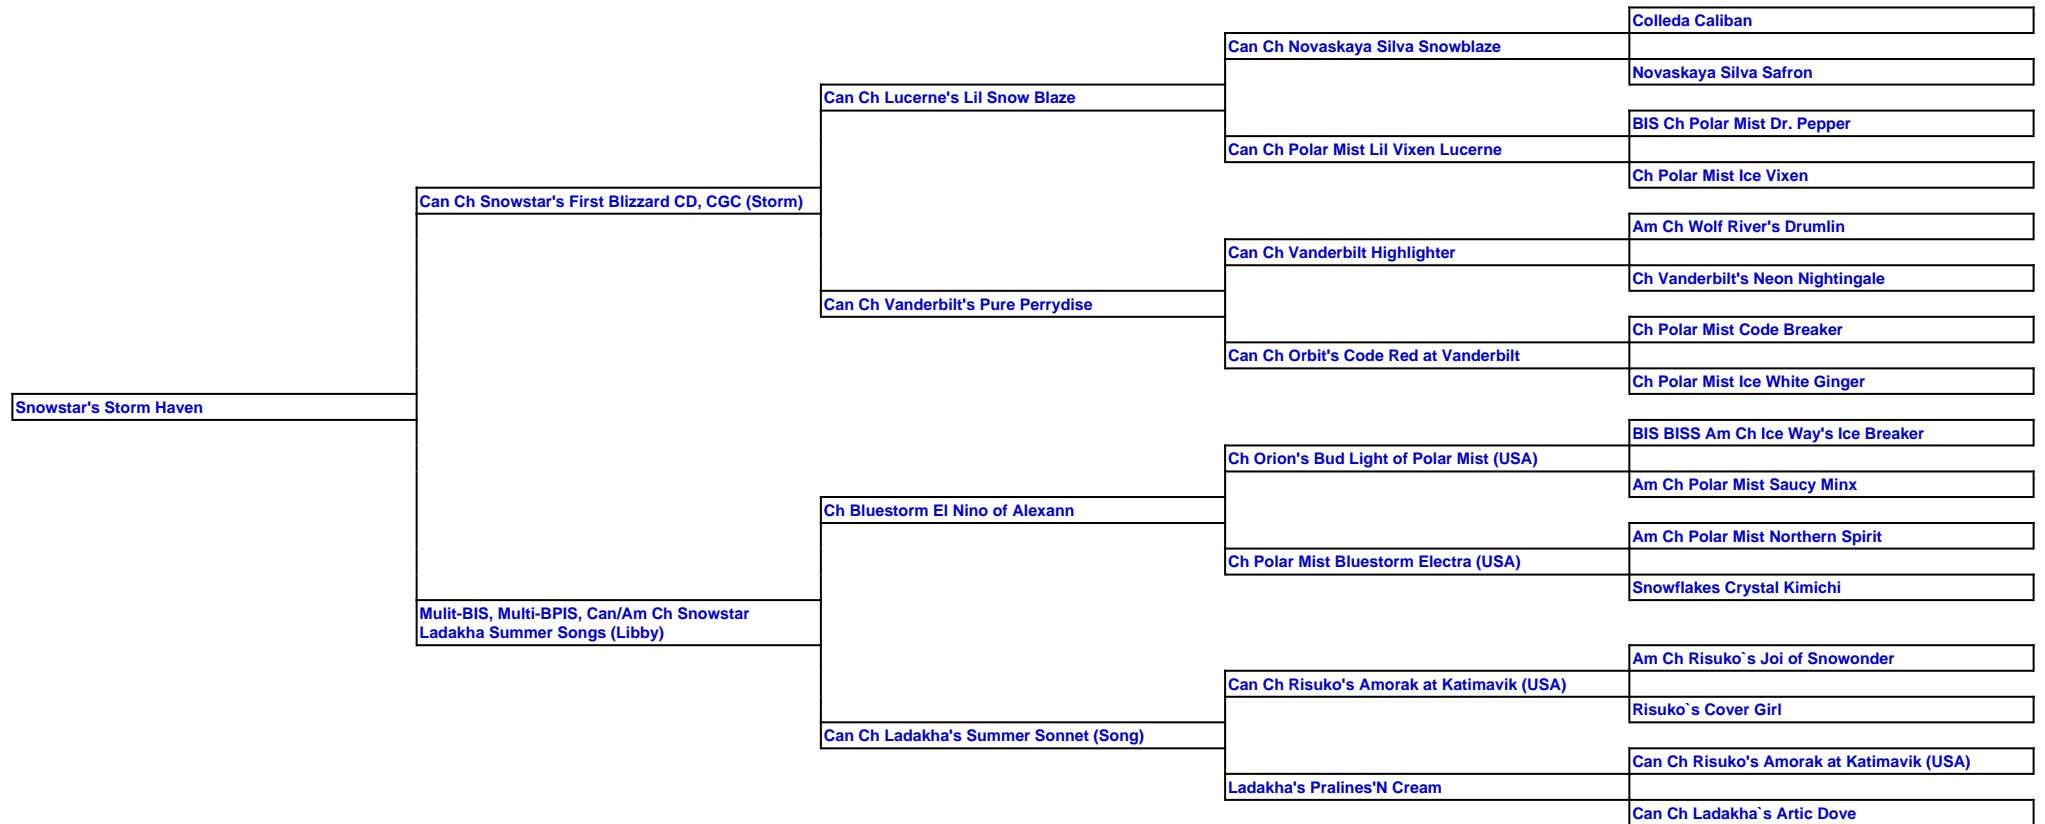 Colleda Caliban
Can Ch Novaskaya Silva Snowblaze
Novaskaya Silva Safron
Can Ch Lucerne's Lil Snow Blaze
BIS Ch Polar Mist Dr. Pepper
Can Ch Polar Mist Lil Vixen Lucerne
Ch Polar Mist Ice Vixen
Can Ch Snowstar's First Blizzard CD, CGC (Storm)
Am Ch Wolf River's Drumlin
Can Ch Vanderbilt Highlighter
Ch Vanderbilt's Neon Nightingale
Can Ch Vanderbilt's Pure Perrydise
Ch Polar Mist Code Breaker
Can Ch Orbit's Code Red at Vanderbilt
Ch Polar Mist Ice White Ginger
Snowstar's Storm Haven
BIS BISS Am Ch Ice Way's Ice Breaker
Ch Orion's Bud Light of Polar Mist (USA)
Am Ch Polar Mist Saucy Minx
Ch Bluestorm El Nino of Alexann
Am Ch Polar Mist Northern Spirit
Ch Polar Mist Bluestorm Electra (USA)
Snowflakes Crystal Kimichi
Mulit-BIS, Multi-BPIS, Can/Am Ch Snowstar
Ladakha Summer Songs (Libby)
Am Ch Risuko`s Joi of Snowonder
Can Ch Risuko's Amorak at Katimavik (USA)
Risuko`s Cover Girl
Can Ch Ladakha's Summer Sonnet (Song)
Can Ch Risuko's Amorak at Katimavik (USA)
Ladakha's Pralines'N Cream
Can Ch Ladakha`s Artic Dove